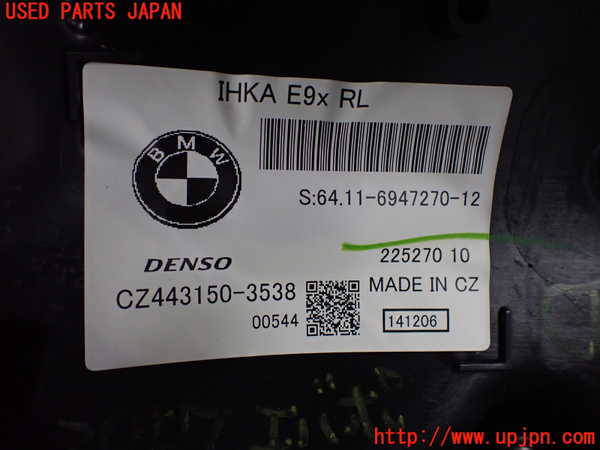 USED PARTS JAPAN
IHKA E9x RL
BMW
S:64.11-6947270-12
225270 10
DENSO
CZ443150-3538
MADE IN CZ
00544
141206
UPJ
http://www.upjpn.com/